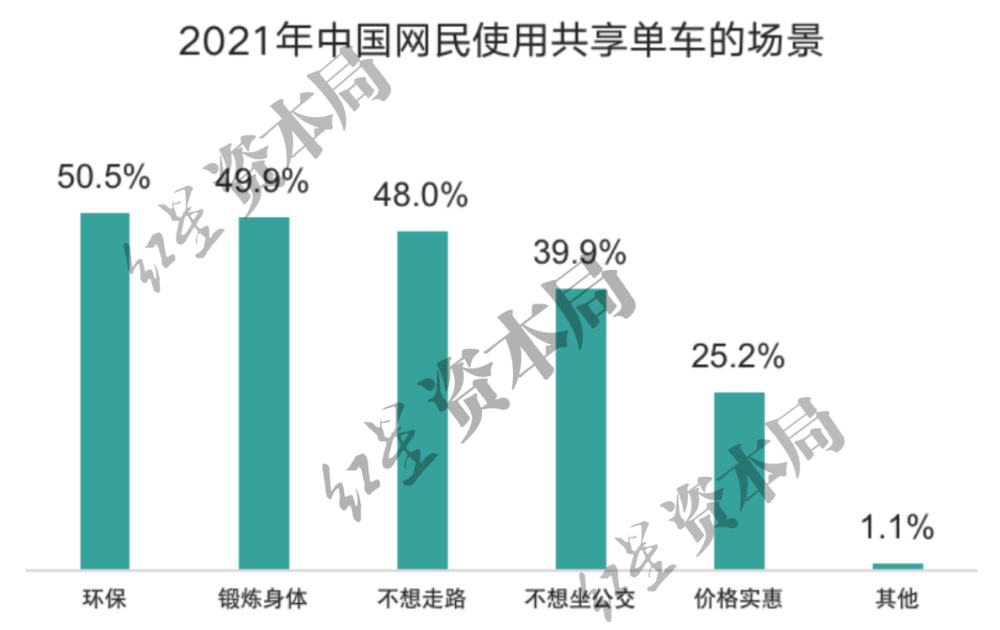 2021年中国网民使用共享单车的场景
50.5%
49.9%
48.0%
39.9%
25.2%
1.1%
环保
锻炼身体
不想走路
不想坐公交
价格实惠
其他
红星资本局
红星资本局
红星资本局